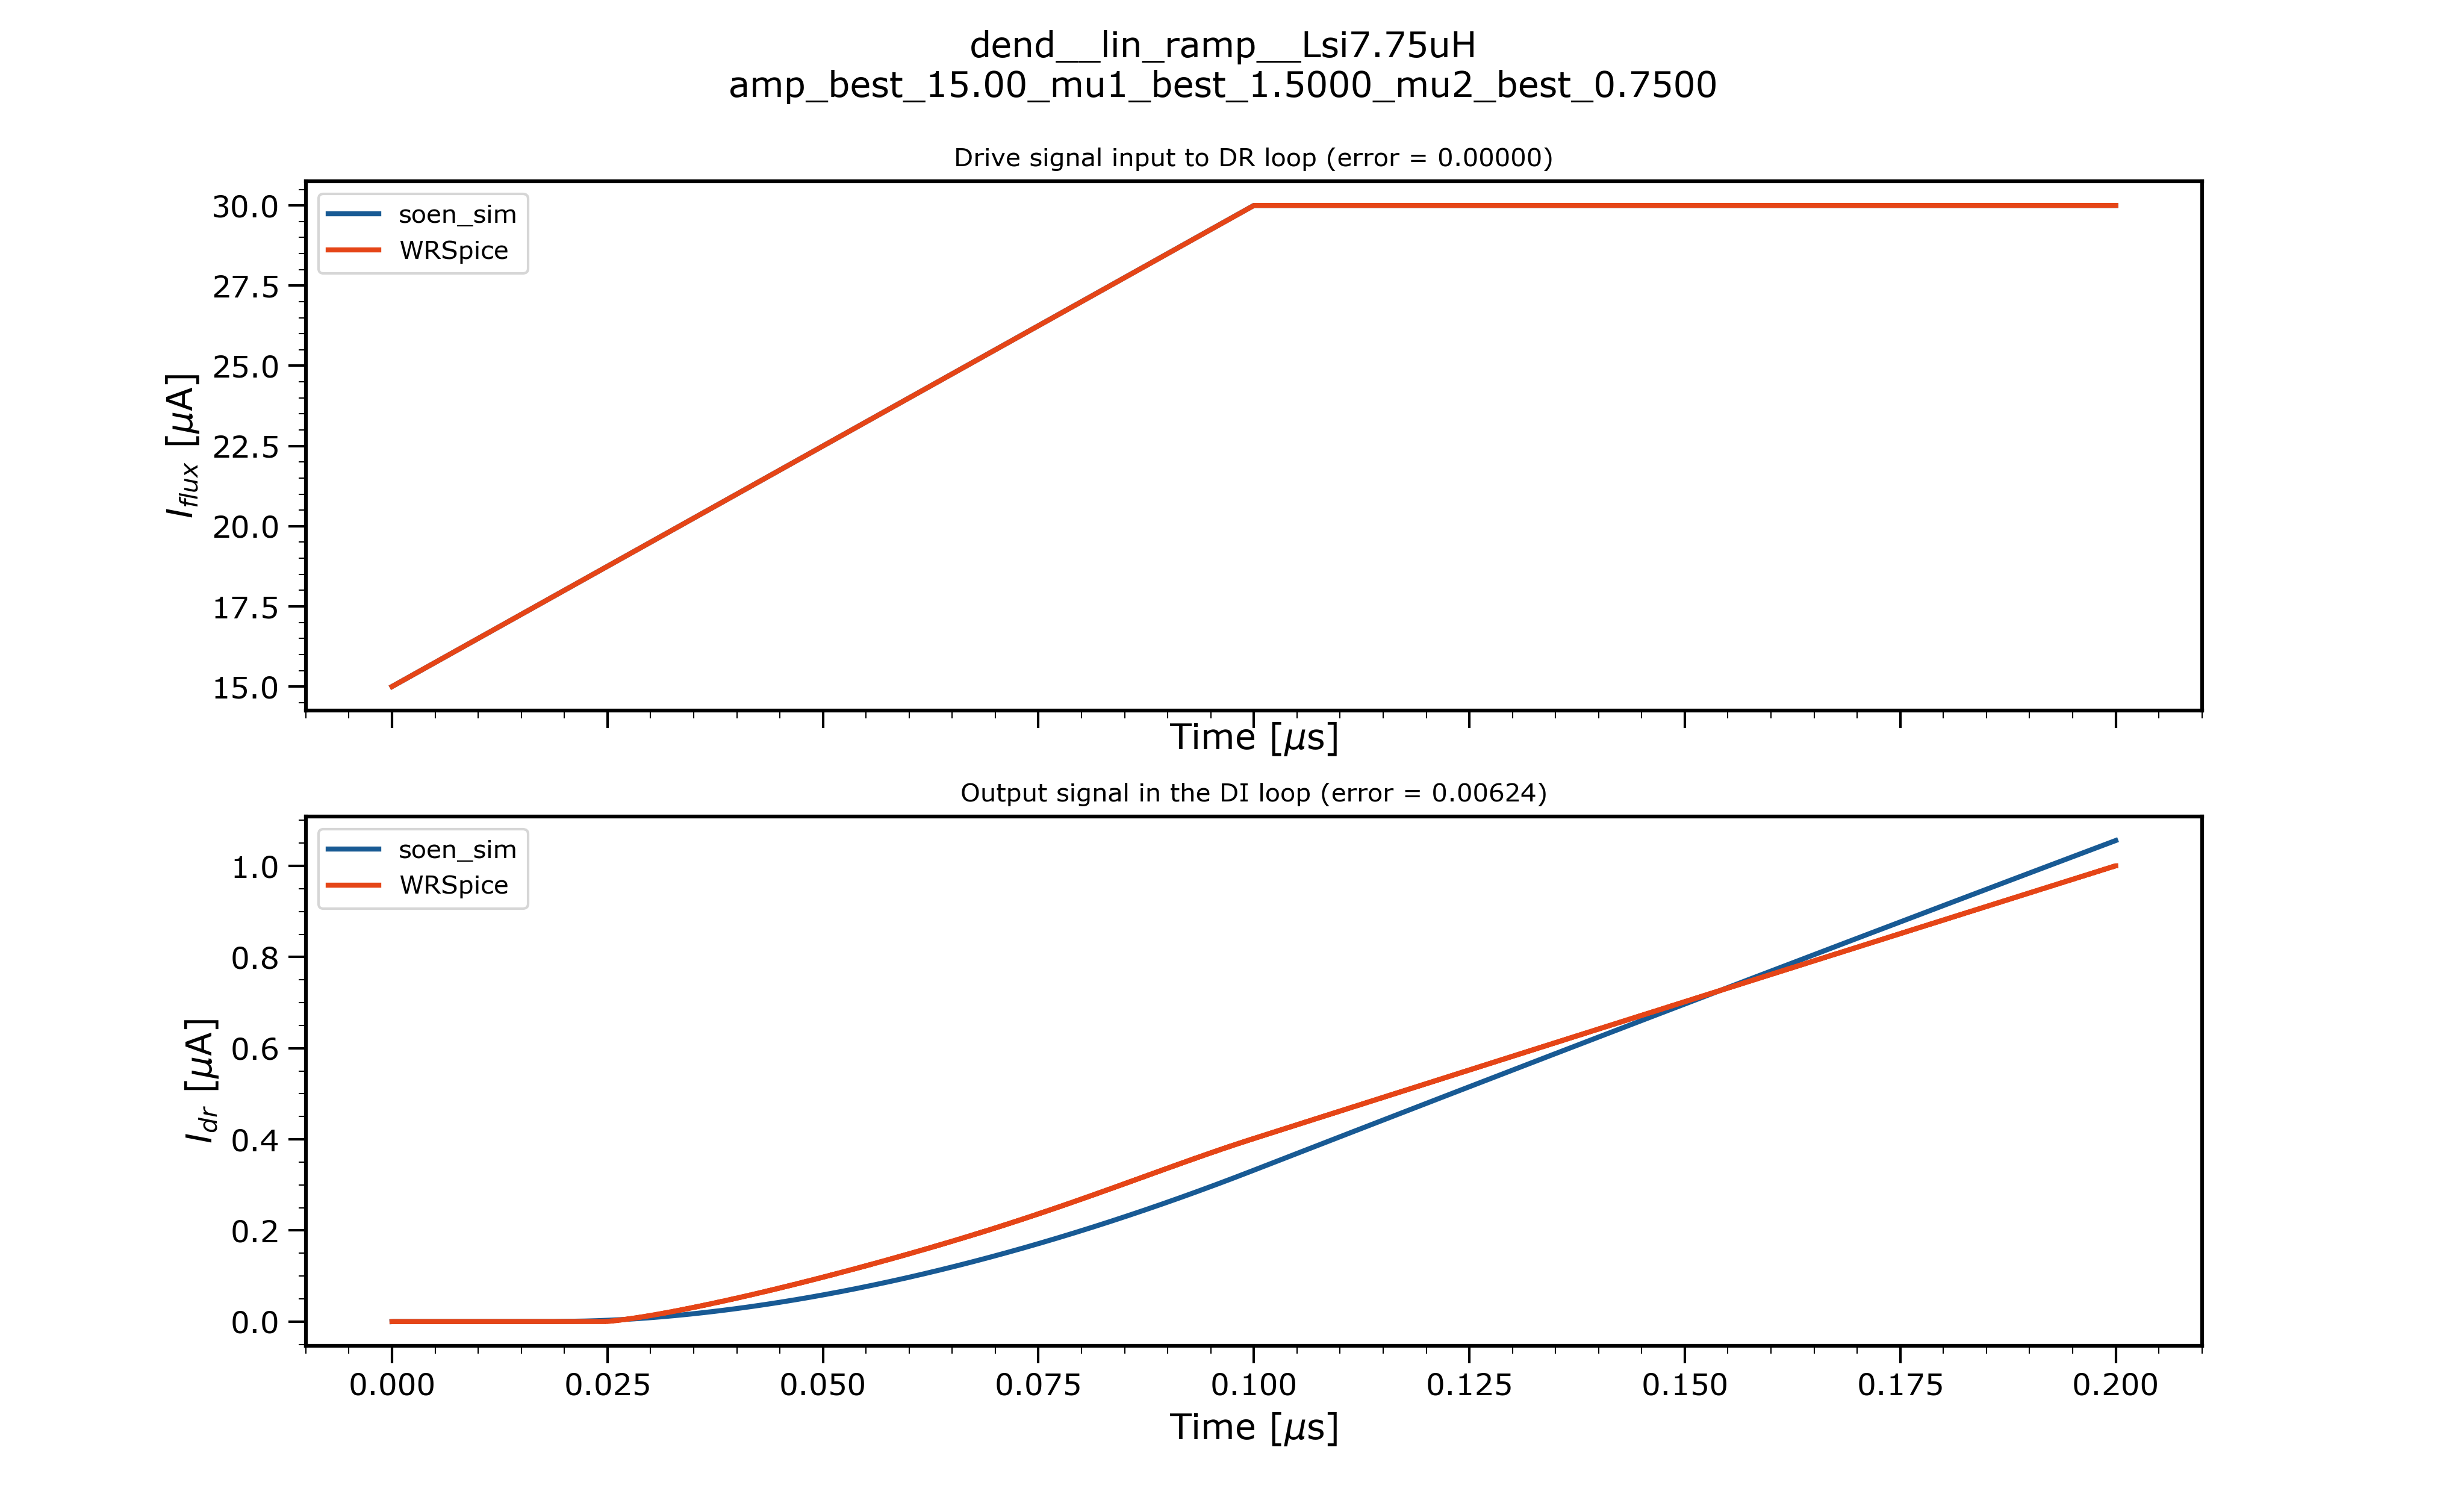 dend__lin_ramp__Lsi7.75uH
amp_best_15.00_mu1_best_1.5000_mu2_best_0.7500
Drive signal input to DR loop (error = 0.00000)
soen_sim
WRSpice
30.0
27.5
25.0
22.5
20.0
17.5
15.0
I_flux [μA]
Time [μs]
Output signal in the DI loop (error = 0.00624)
soen_sim
WRSpice
1.0
0.8
0.6
0.4
0.2
0.0
I_dr [μA]
0.000 0.025 0.050 0.075 0.100 0.125 0.150 0.175 0.200
Time [μs]